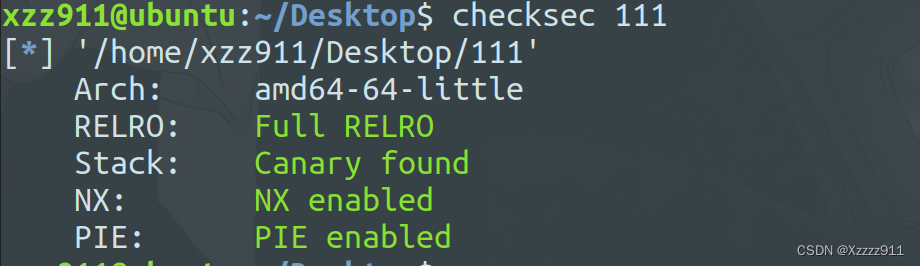 xzz911@ubuntu:~/Desktop$ checksec 111
[*] '/home/xzz911/Desktop/111'
Arch: amd64-64-little
RELRO: Full RELRO
Stack: Canary found
NX: NX enabled
PIE: PIE enabled
CSDN @Xzzzz911